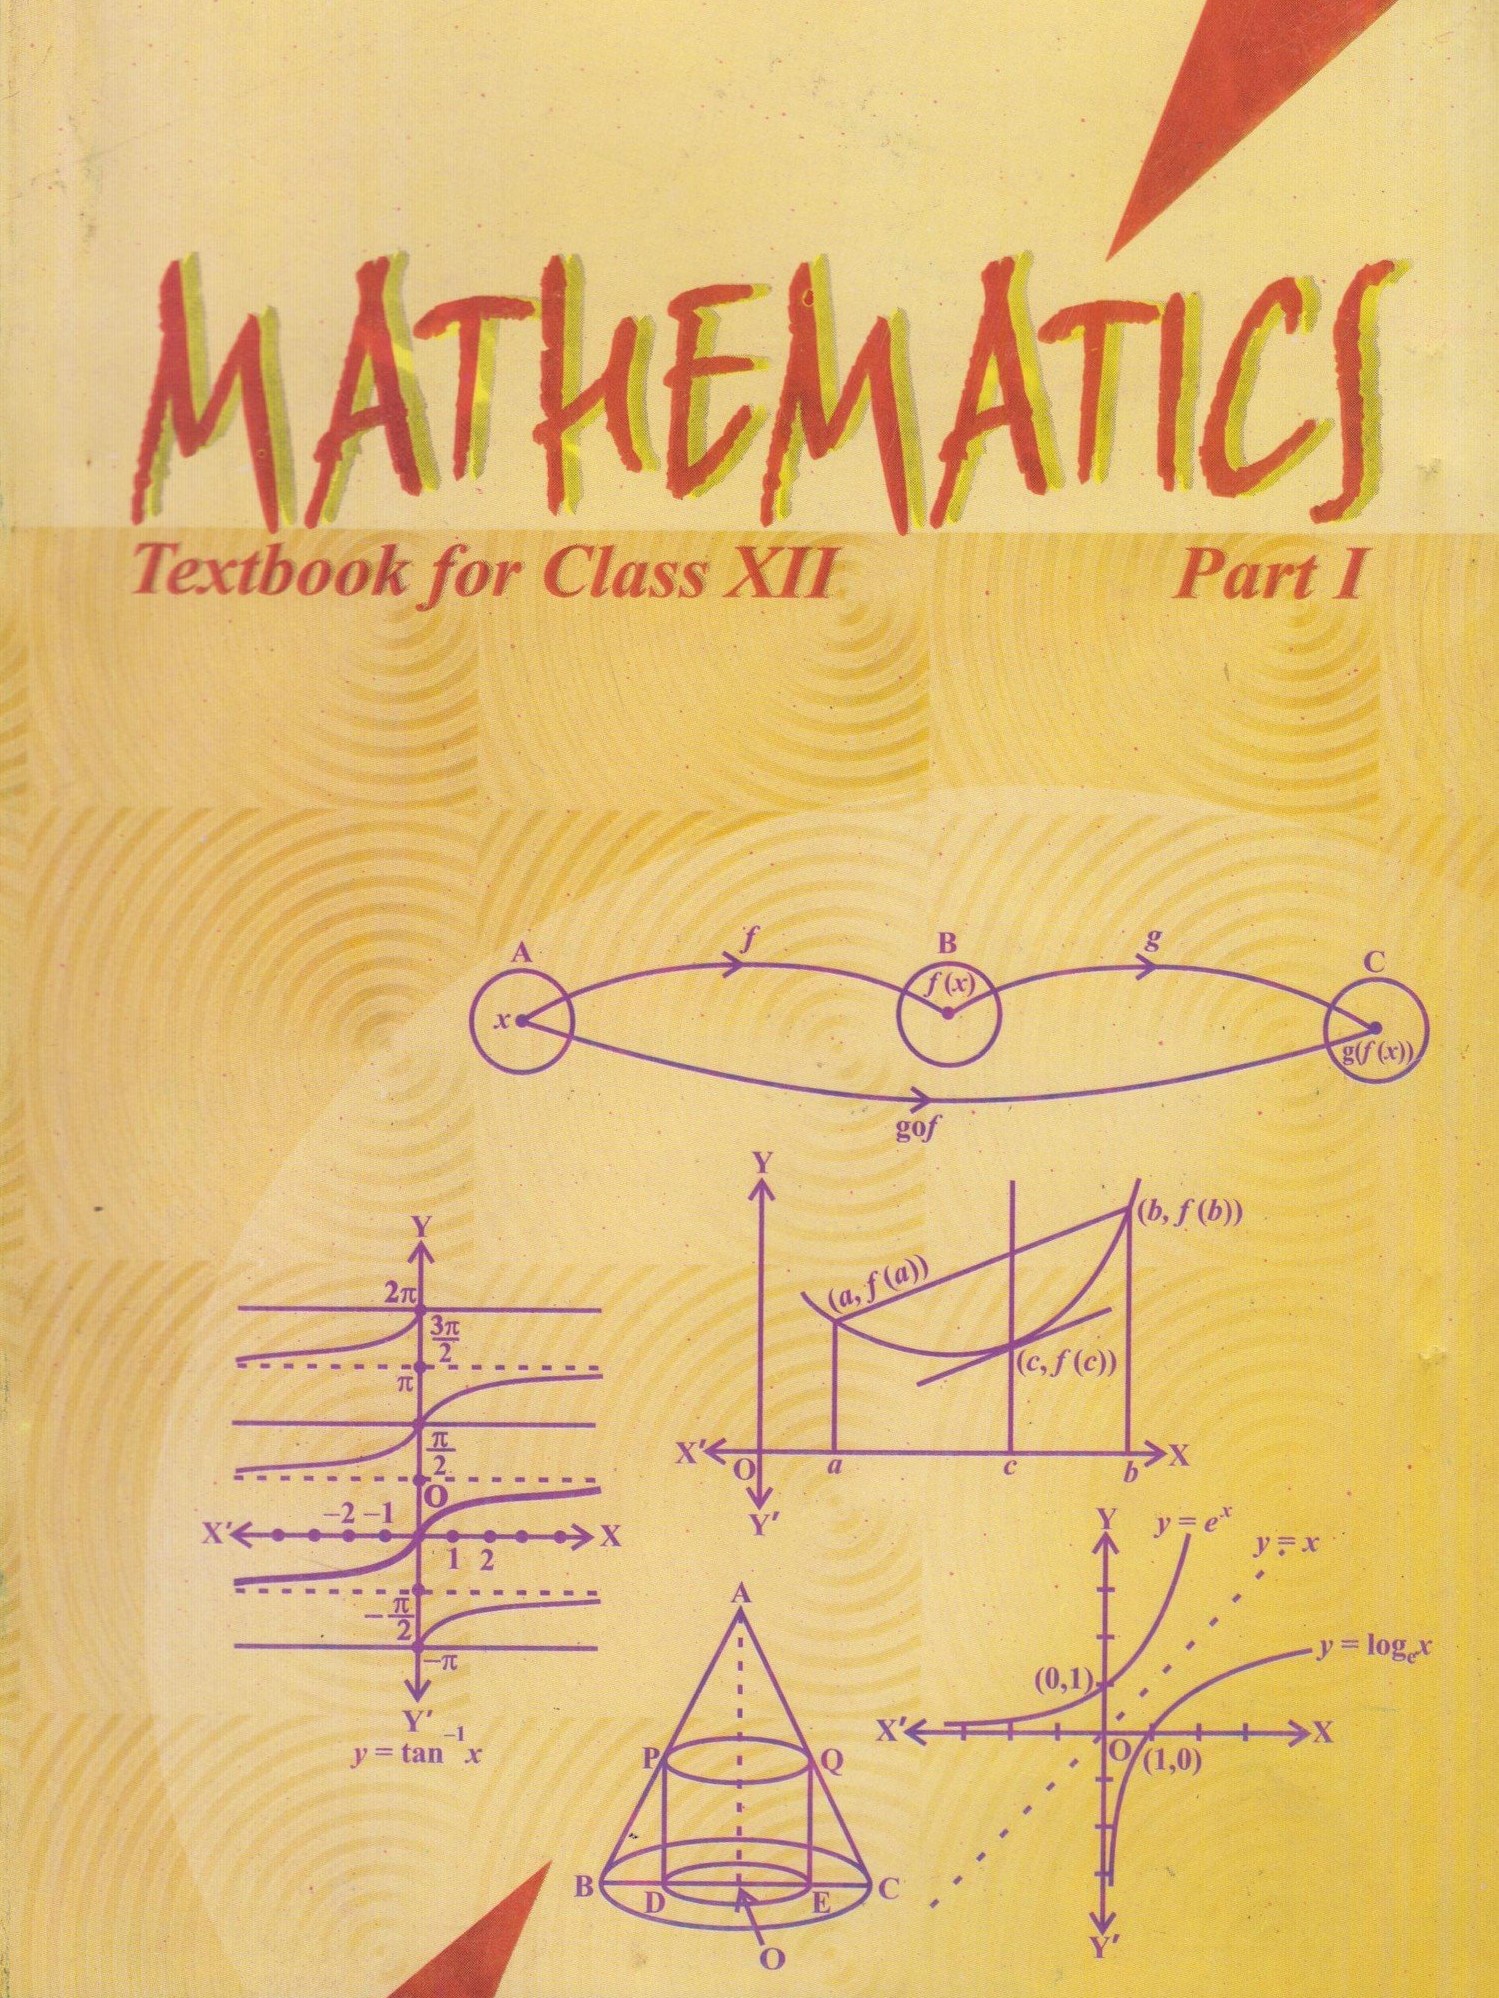 MATHEMATICS
Textbook for Class XII Part I
A f B g C
x f(x) g(f(x))
gof
Y
2π
3π/2
π
π/2
O
–2 –1
X′ X
1 2
–π/2
–π
Y′
y = tan⁻¹x
Y
(b, f(b))
(a, f(a))
(c, f(c))
X′ O a c b X
Y′
A
P Q
B D E C
O
Y y = eˣ y = x
y = logₑx
(0,1)
X′ O (1,0) X
Y′